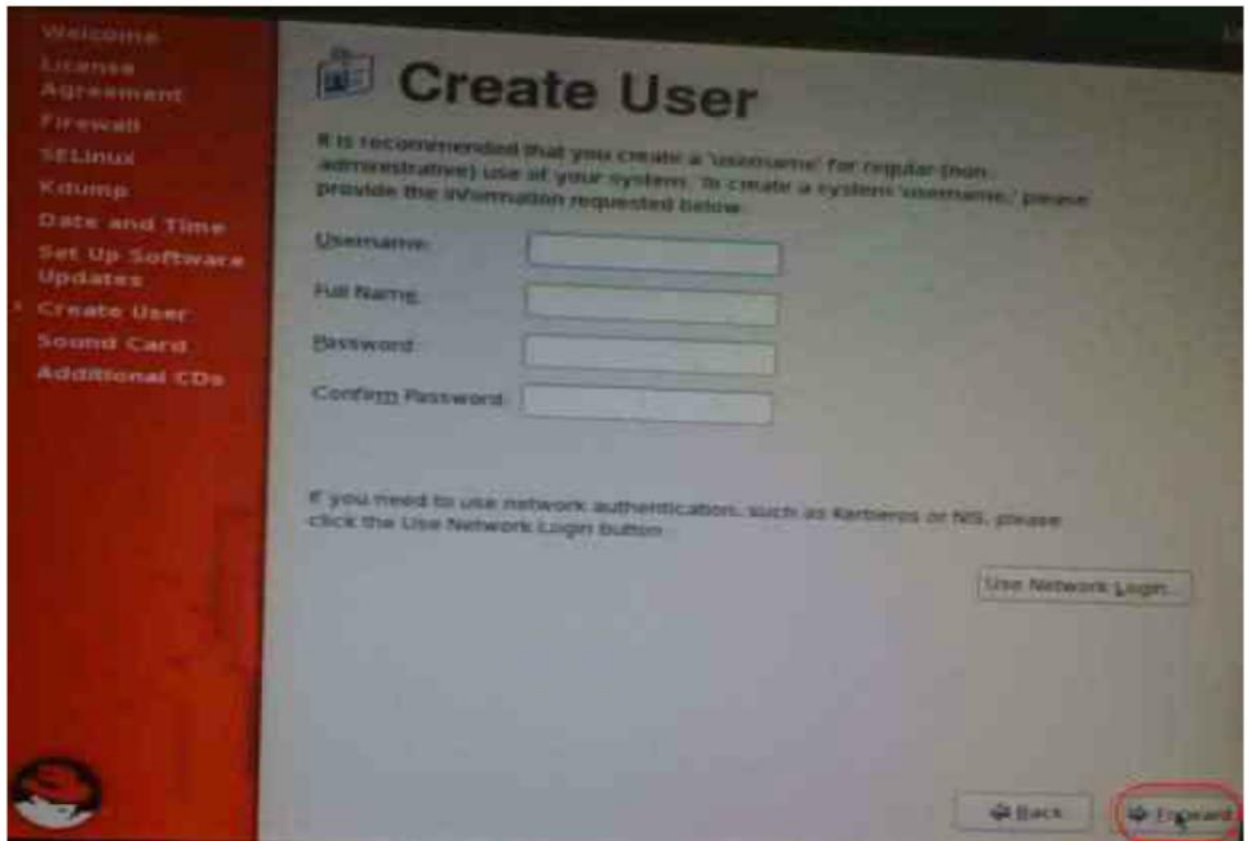 Welcome
License
Agreement
Firewall
SELinux
Kdump
Date and Time
Set Up Software
Updates
Create User
Sound Card
Additional CDs
Create User
It is recommended that you create a 'username' for regular (non-
administrative) use of your system. To create a system 'username,' please
provide the information requested below.
Username:
Full Name:
Password:
Confirm Password:
If you need to use network authentication, such as Kerberos or NIS, please
click the Use Network Login button.
Use Network Login...
Back
Forward